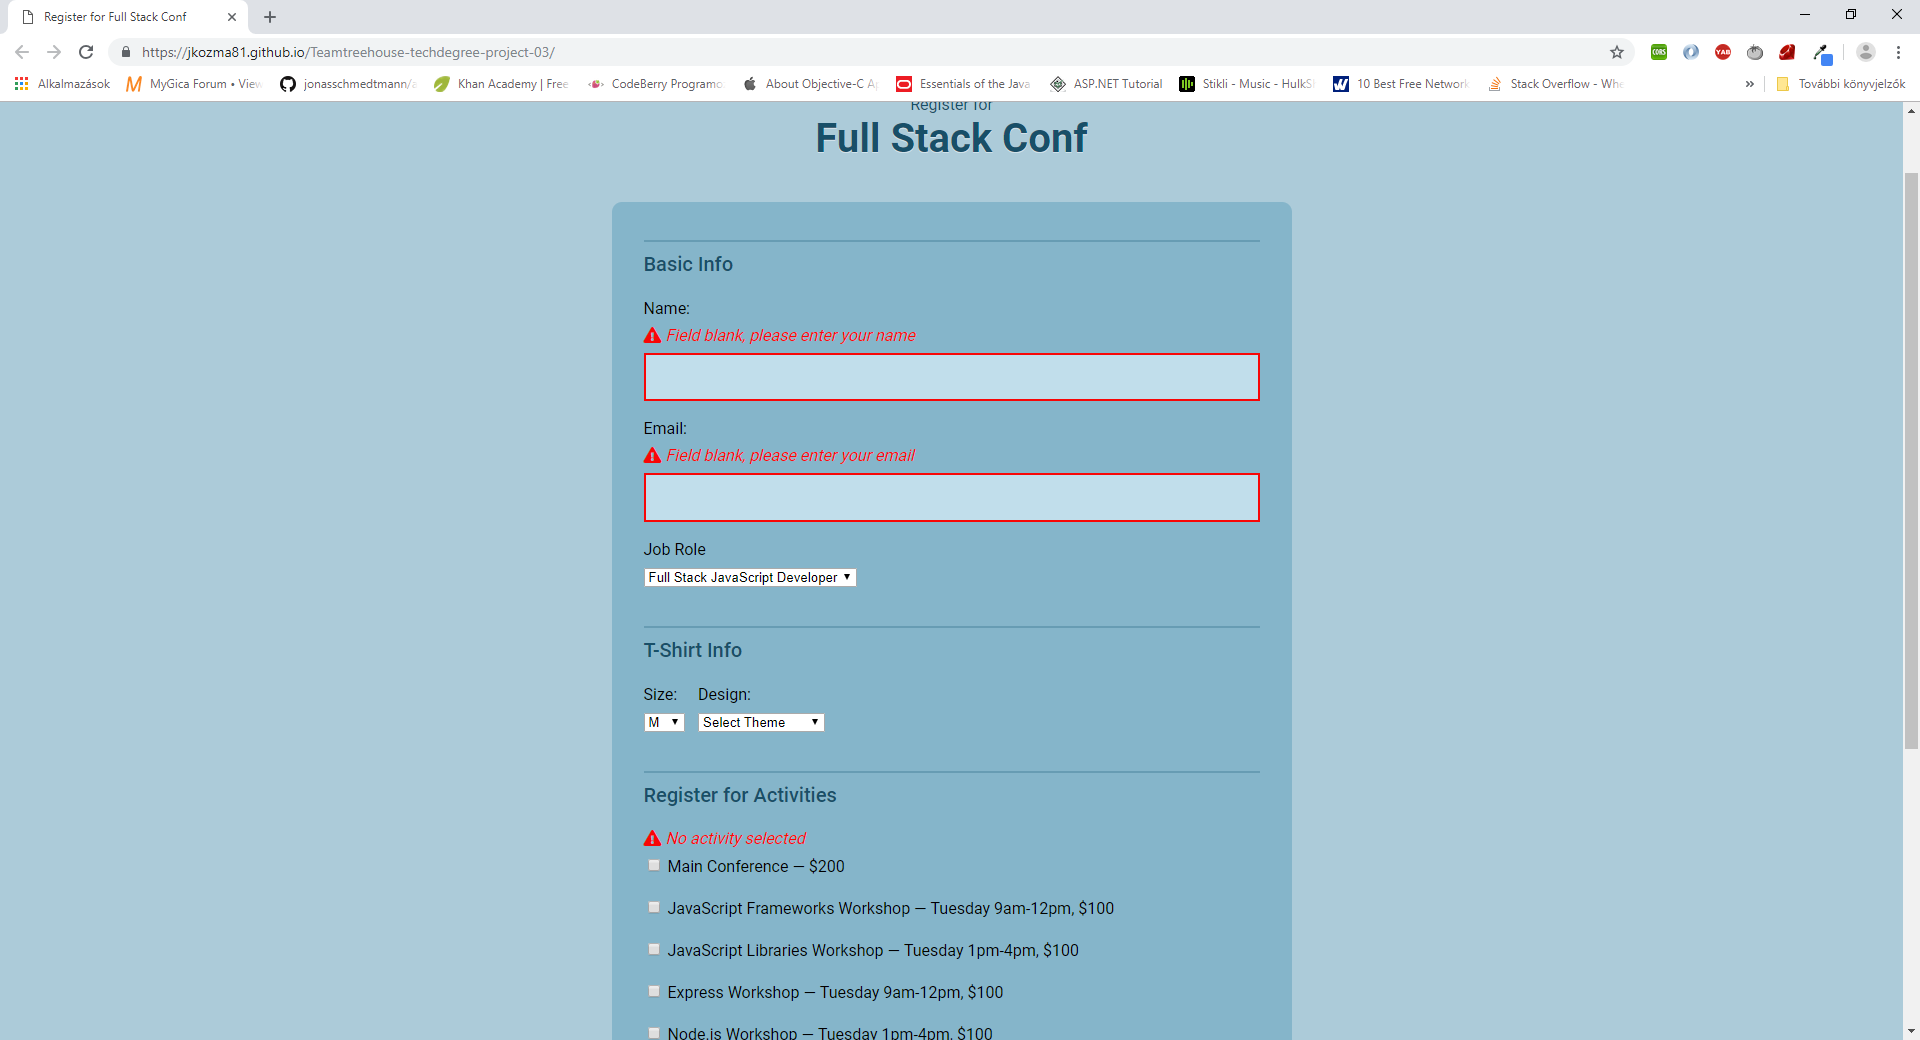 Register for Full Stack Conf
https://jkozma81.github.io/Teamtreehouse-techdegree-project-03/
CORS
YAB
Alkalmazások
MyGica Forum • View
jonasschmedtmann/
Khan Academy | Free
CodeBerry Programo
About Objective-C
Essentials of the Java
ASP.NET Tutorial
Stikli - Music - HulkS
10 Best Free Network
Stack Overflow - Whe
»
További könyvjelzők
Register for
Full Stack Conf
Basic Info
Name:
Field blank, please enter your name
Email:
Field blank, please enter your email
Job Role
Full Stack JavaScript Developer
T-Shirt Info
Size: Design:
M Select Theme
Register for Activities
No activity selected
Main Conference — $200
JavaScript Frameworks Workshop — Tuesday 9am-12pm, $100
JavaScript Libraries Workshop — Tuesday 1pm-4pm, $100
Express Workshop — Tuesday 9am-12pm, $100
Node.js Workshop — Tuesday 1pm-4pm, $100